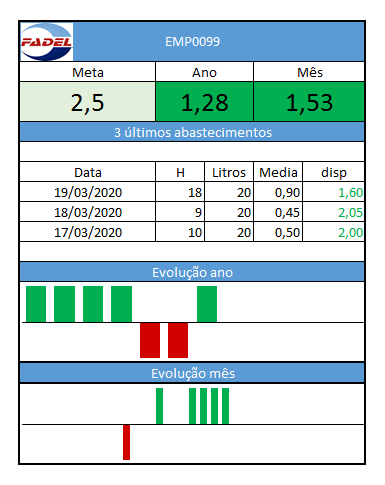 FADEL
EMP0099
Meta Ano Mês
2,5 1,28 1,53
3 últimos abastecimentos
Data H Litros Media disp
19/03/2020 18 20 0,90 1,60
18/03/2020 9 20 0,45 2,05
17/03/2020 10 20 0,50 2,00
Evolução ano
Evolução mês